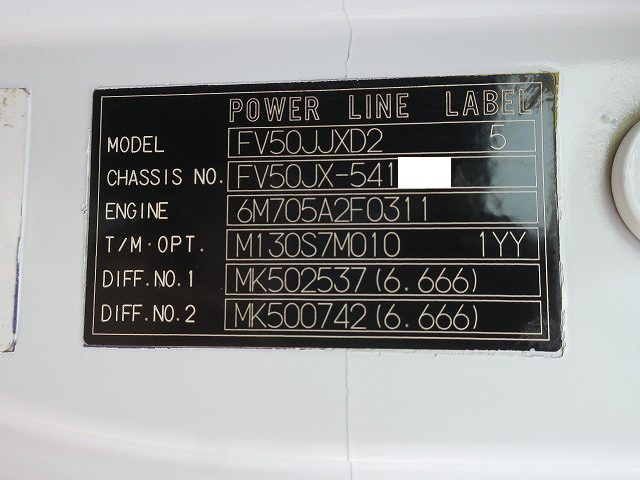 POWER LINE LABEL
MODEL FV50JJXD2 5
CHASSIS NO. FV50JX-541
ENGINE 6M705A2F0311
T/M·OPT. M130S7M010 1YY
DIFF.NO.1 MK502537(6.666)
DIFF.NO.2 MK500742(6.666)